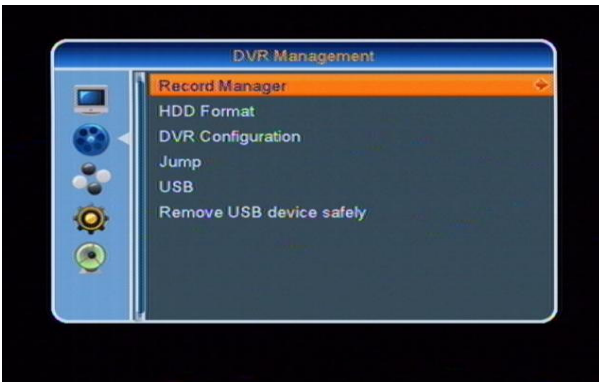 DVR Management
Record Manager
HDD Format
DVR Configuration
Jump
USB
Remove USB device safely